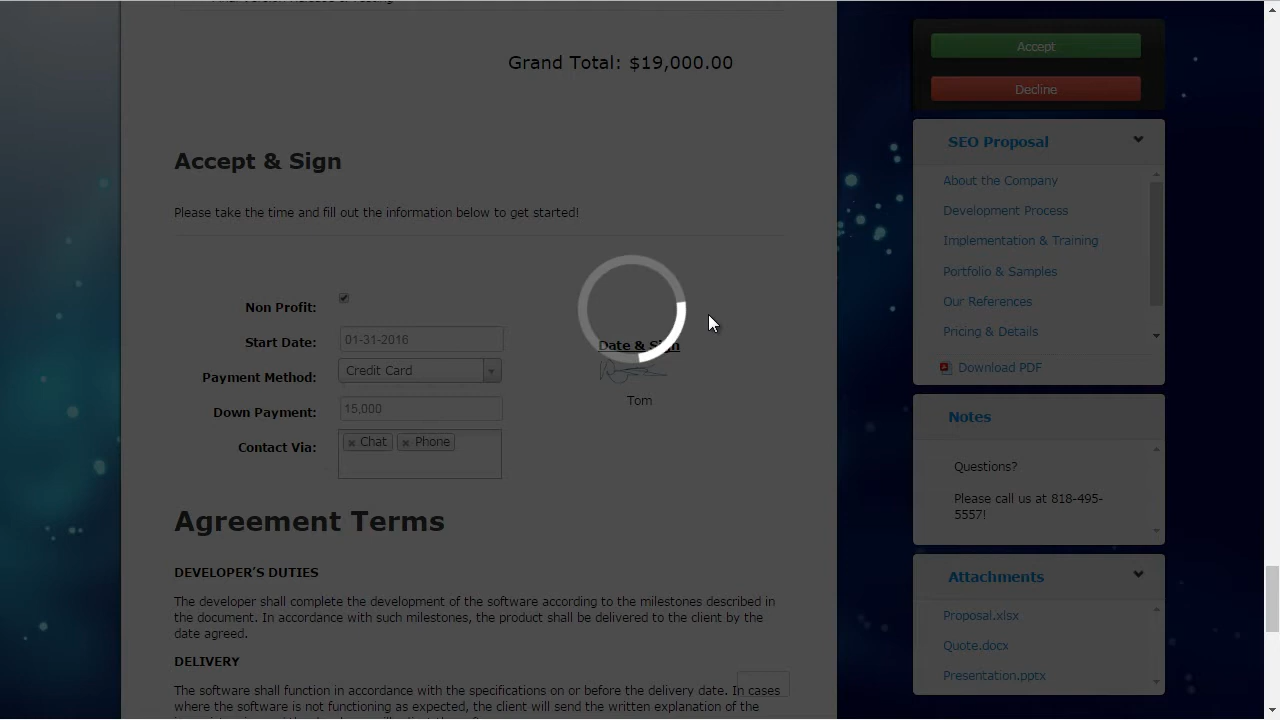 Grand Total: $19,000.00
Accept & Sign
Please take the time and fill out the information below to get started!
Non Profit:
Start Date: 01-31-2016
Payment Method: Credit Card
Down Payment: 15,000
Contact Via: Chat Phone
Date & Sign
Tom
Agreement Terms
DEVELOPER'S DUTIES
The developer shall complete the development of the software according to the milestones described in
the document. In accordance with such milestones, the product shall be delivered to the client by the
date agreed.
DELIVERY
The software shall function in accordance with the specifications on or before the delivery date. In cases
where the software is not functioning as expected, the client will send the written explanation of the
Accept
Decline
SEO Proposal
About the Company
Development Process
Implementation & Training
Portfolio & Samples
Our References
Pricing & Details
Download PDF
Notes
Questions?
Please call us at 818-495-
5557!
Attachments
Proposal.xlsx
Quote.docx
Presentation.pptx